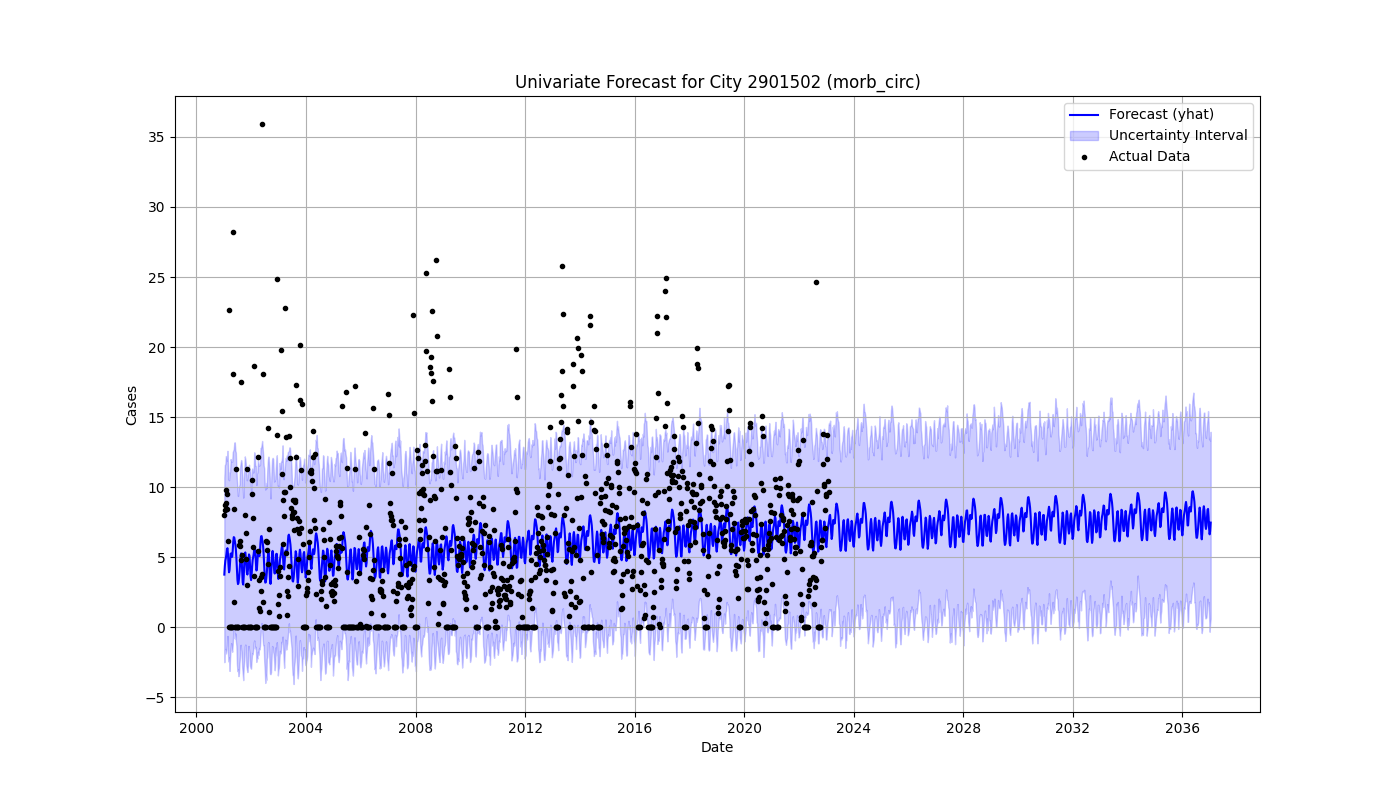 Univariate Forecast for City 2901502 (morb_circ)
Forecast (yhat)
Uncertainty Interval
Actual Data
Cases
35
30
25
20
15
10
5
0
−5
2000 2004 2008 2012 2016 2020 2024 2028 2032 2036
Date